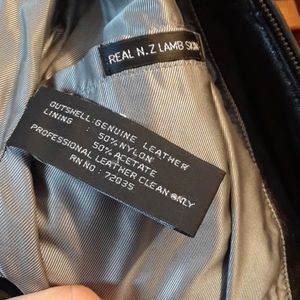 REAL N.Z LAMB SKIN
OUTSHELL: GENUINE LEATHER
LINING : 50% NYLON
50% ACETATE
PROFESSIONAL LEATHER CLEAN ONLY
RN NO: 72035